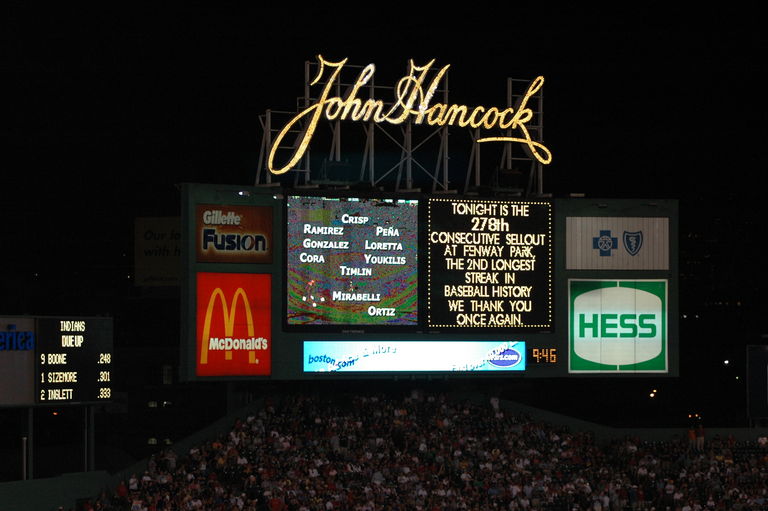 John Hancock
Gillette
Fusion
McDonald's
CRISP
RAMIREZ PEÑA
GONZALEZ LORETTA
CORA YOUKILIS
TIMLIN
MIRABELLI
ORTIZ
TONIGHT IS THE
278th
CONSECUTIVE SELLOUT
AT FENWAY PARK,
THE 2ND LONGEST
STREAK IN
BASEBALL HISTORY
WE THANK YOU
ONCE AGAIN.
HESS
boston.com
9:46
INDIANS
DUE UP
9 BOONE .248
1 SIZEMORE .301
2 INGLETT .333